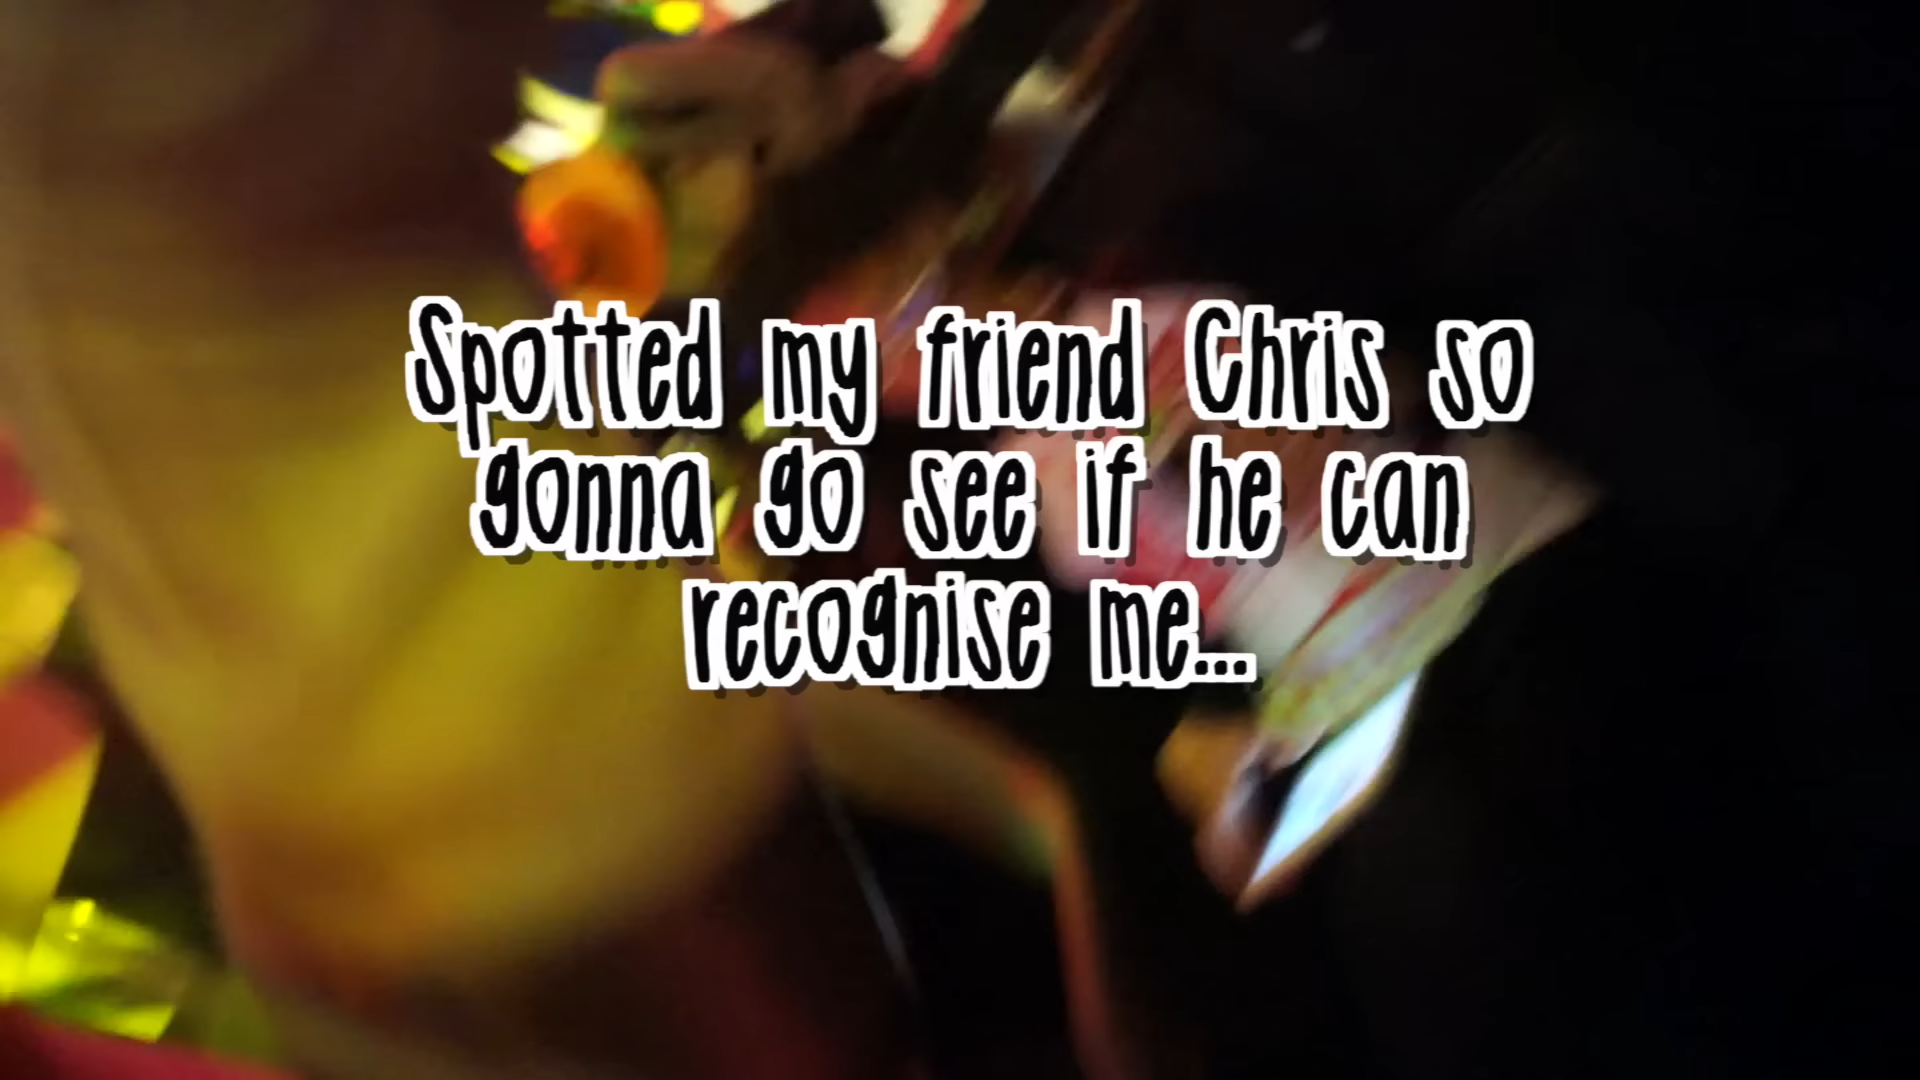 Spotted my friend Chris so
gonna go see if he can
recognise me...